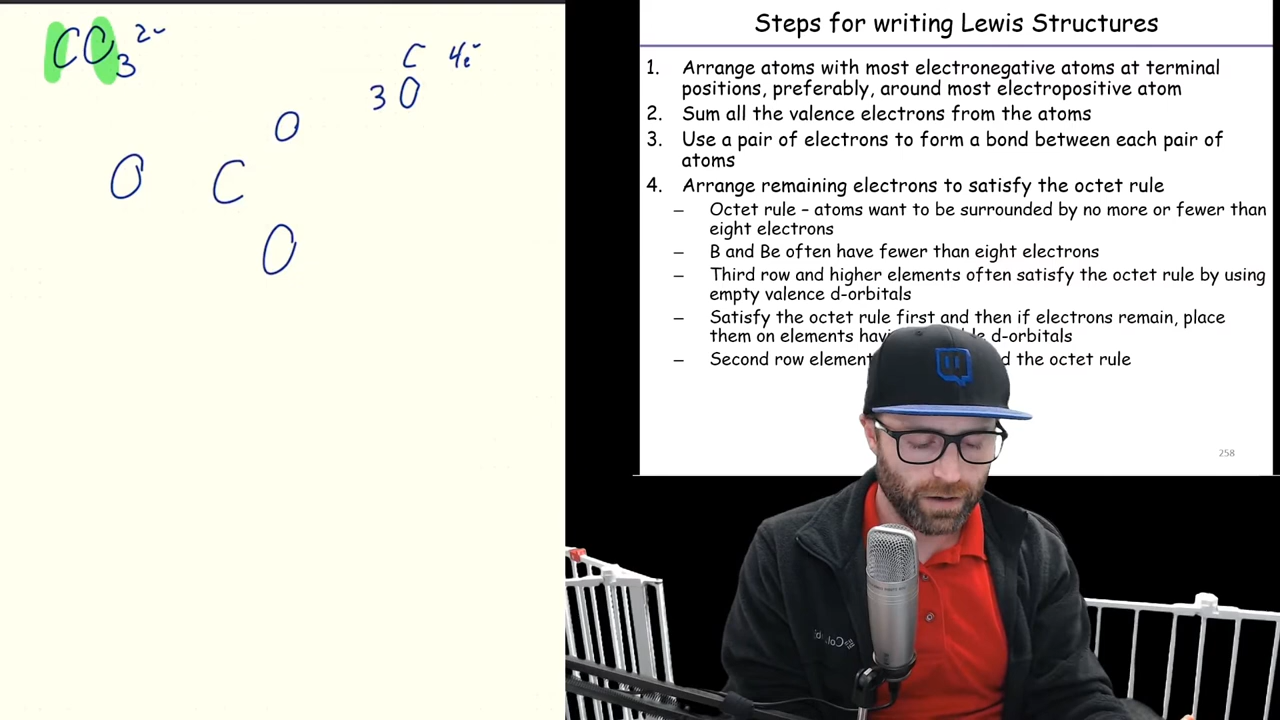 CO₃²⁻
C 4e⁻
3 O
O
O C
O
Steps for writing Lewis Structures
1. Arrange atoms with most electronegative atoms at terminal
positions, preferably, around most electropositive atom
2. Sum all the valence electrons from the atoms
3. Use a pair of electrons to form a bond between each pair of
atoms
4. Arrange remaining electrons to satisfy the octet rule
– Octet rule – atoms want to be surrounded by no more or fewer than
eight electrons
– B and Be often have fewer than eight electrons
– Third row and higher elements often satisfy the octet rule by using
empty valence d-orbitals
– Satisfy the octet rule first and then if electrons remain, place
them on elements d-orbitals
– Second row the octet rule
258